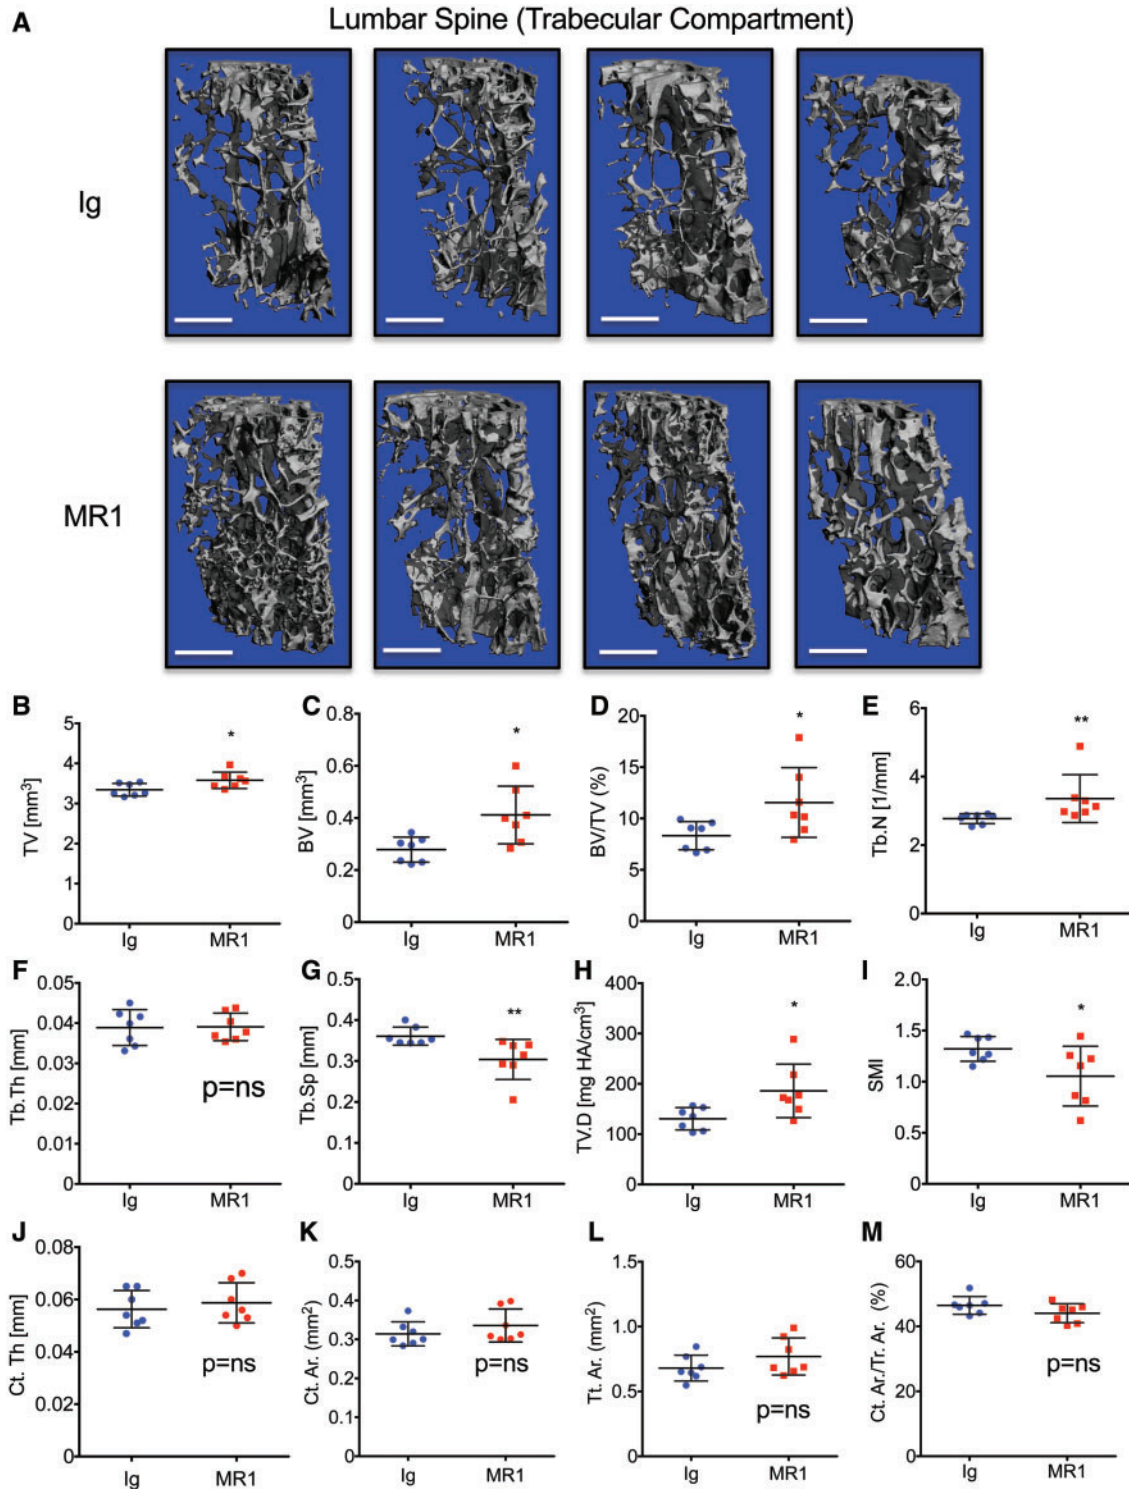 A
Lumbar Spine (Trabecular Compartment)
Ig
MR1
B
TV [mm³]
5
4
3
2
1
0
*
Ig
MR1
C
BV [mm³]
0.8
0.6
0.4
0.2
0
*
Ig
MR1
D
BV/TV (%)
20
15
10
5
0
*
Ig
MR1
E
Tb.N [1/mm]
6
4
2
0
**
Ig
MR1
F
Tb.Th [mm]
0.05
0.04
0.03
0.02
0.01
0
p=ns
Ig
MR1
G
Tb.Sp [mm]
0.5
0.4
0.3
0.2
0.1
0
**
Ig
MR1
H
TV.D [mg HA/cm³]
400
300
200
100
0
*
Ig
MR1
I
SMI
2.0
1.5
1.0
0.5
0
*
Ig
MR1
J
Ct. Th [mm]
0.08
0.06
0.04
0.02
0
p=ns
Ig
MR1
K
Ct. Ar. (mm²)
0.5
0.4
0.3
0.2
0.1
0
p=ns
Ig
MR1
L
Tt. Ar. (mm²)
1.5
1.0
0.5
0
p=ns
Ig
MR1
M
Ct. Ar./Tr. Ar. (%)
60
40
20
0
p=ns
Ig
MR1